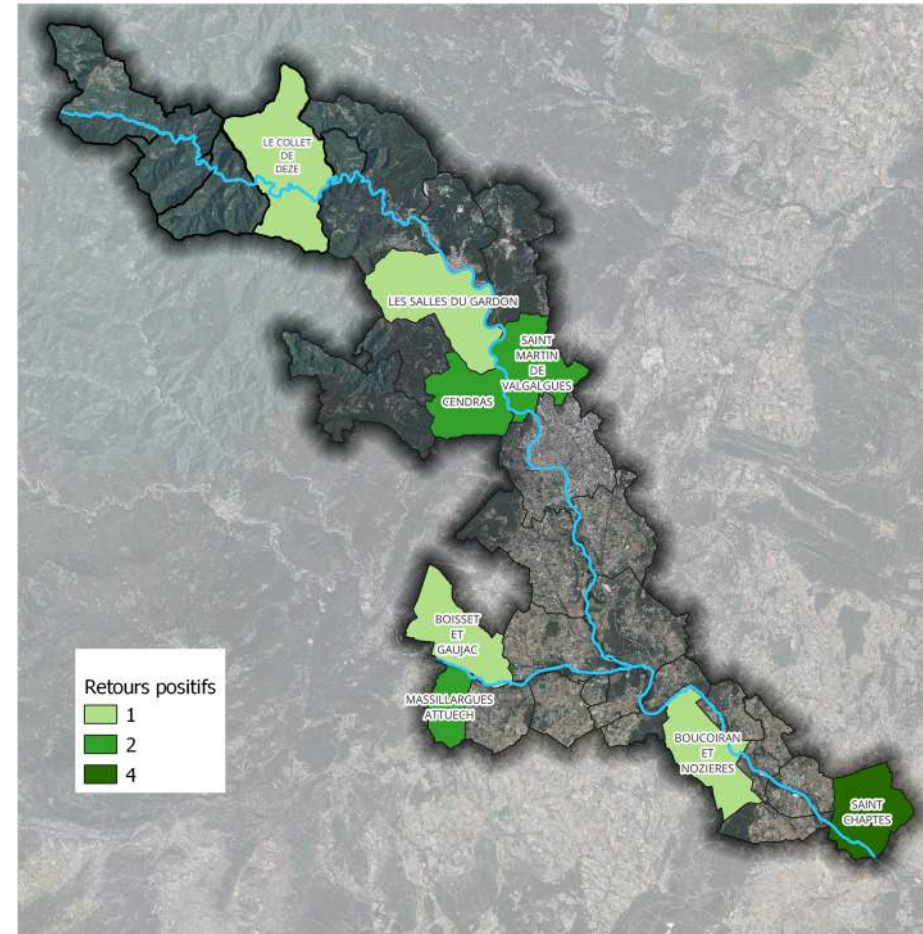 LE COLLET
DE
DEZE
LES SALLES DU GARDON
SAINT
MARTIN
DE
VALGALGUES
CENDRAS
BOISSET
ET
GAUJAC
MASSILLARGUES
ATTUECH
BOUCOIRAN
ET
NOZIERES
SAINT
CHAPTES
Retours positifs
1
2
4